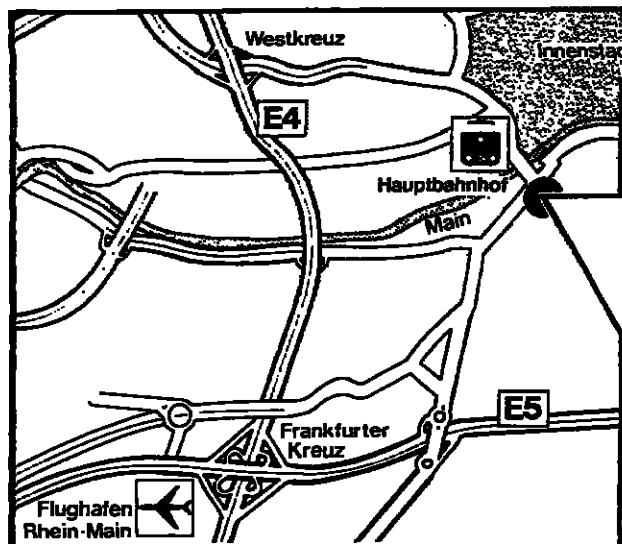 Westkreuz
Innenstad
E4
Hauptbahnhof
Main
E5
Frankfurter
Kreuz
Flughafen
Rhein-Main